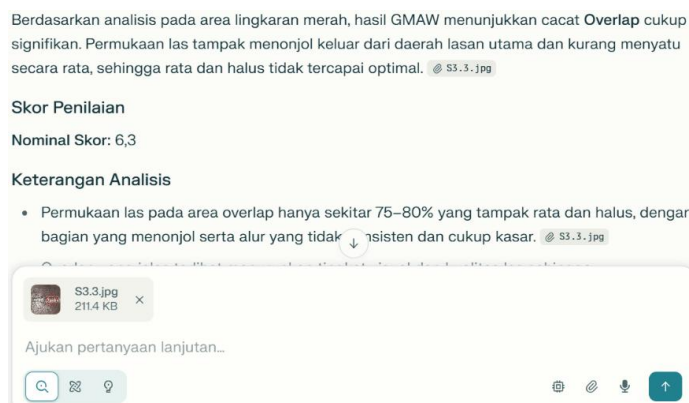 Berdasarkan analisis pada area lingkaran merah, hasil GMAW menunjukkan cacat Overlap cukup
signifikan. Permukaan las tampak menonjol keluar dari daerah lasan utama dan kurang menyatu
secara rata, sehingga rata dan halus tidak tercapai optimal. S3.3.jpg
Skor Penilaian
Nominal Skor: 6,3
Keterangan Analisis
• Permukaan las pada area overlap hanya sekitar 75–80% yang tampak rata dan halus, dengan
bagian yang menonjol serta alur yang tidak konsisten dan cukup kasar. S3.3.jpg
S3.3.jpg
211.4 KB
Ajukan pertanyaan lanjutan...